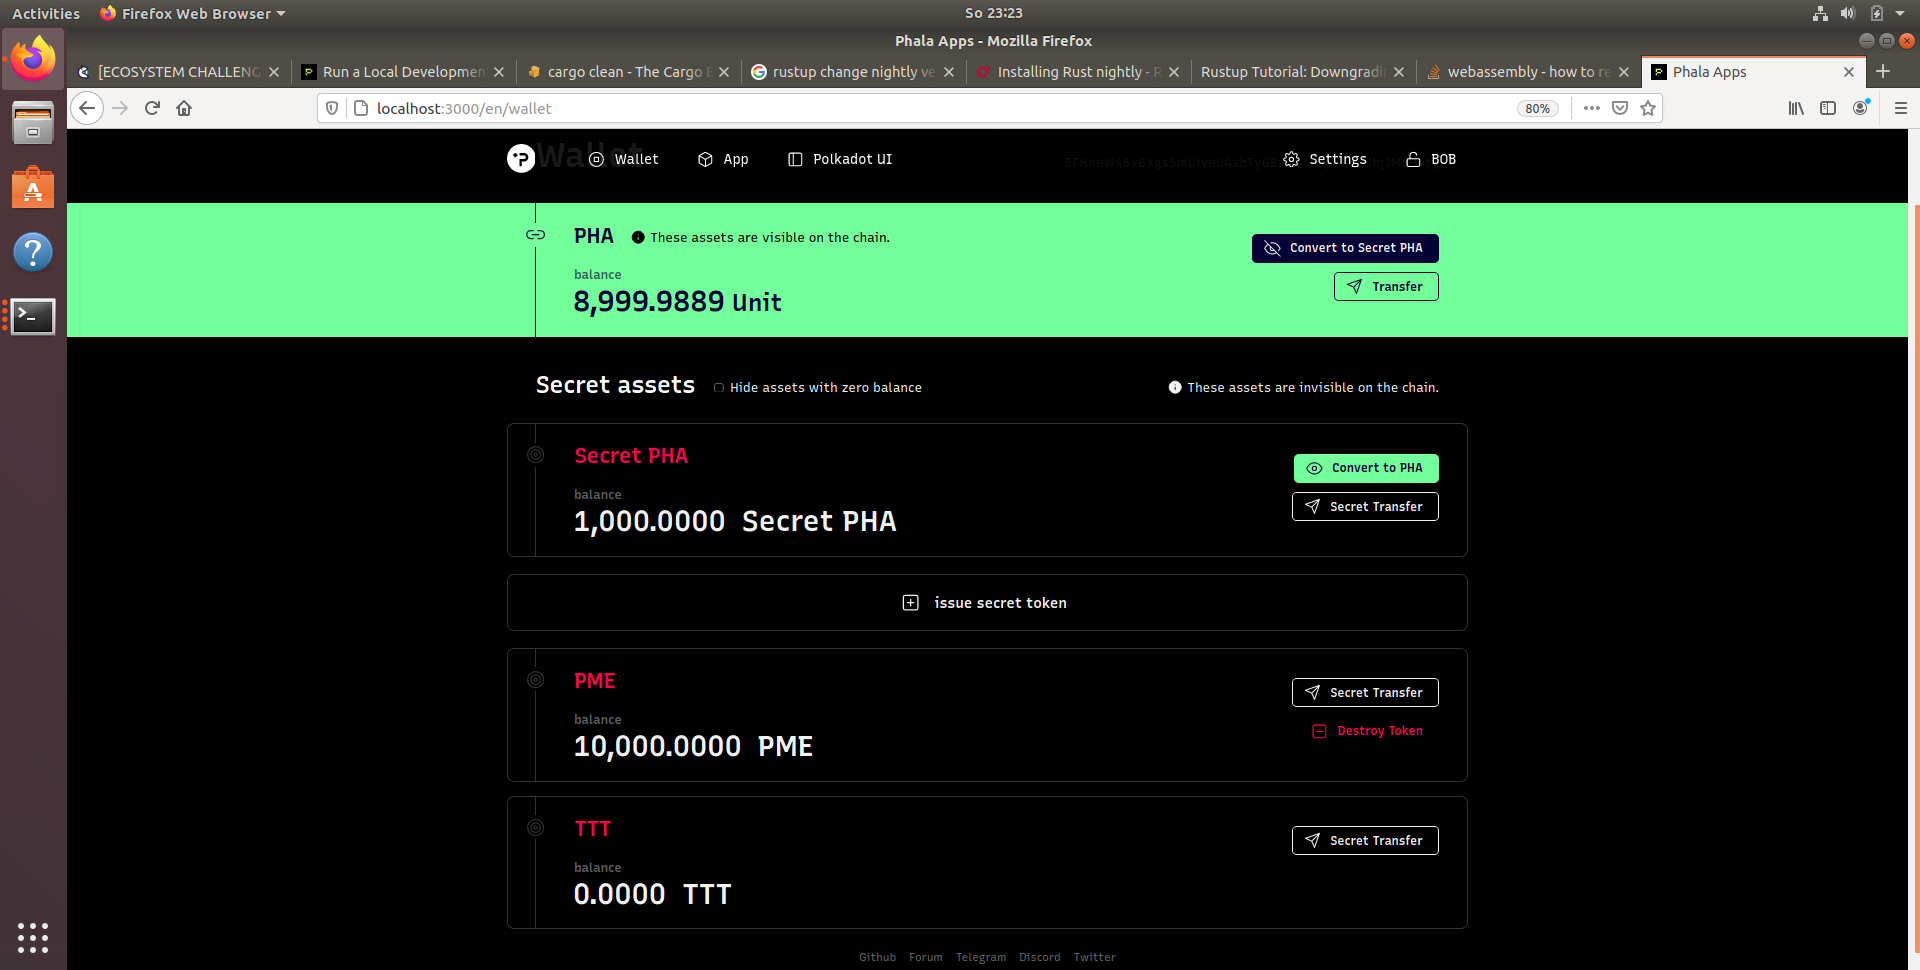 Activities Firefox Web Browser So 23:23
Phala Apps - Mozilla Firefox
[ECOSYSTEM CHALLENG Run a Local Developmen cargo clean - The Cargo rustup change nightly ve Installing Rust nightly - Rustup Tutorial: Downgradi webassembly - how to re Phala Apps
localhost:3000/en/wallet 80%
Wallet
Wallet App Polkadot UI Settings BOB
PHA These assets are visible on the chain. Convert to Secret PHA
balance
8,999.9889 Unit Transfer
Secret assets Hide assets with zero balance These assets are invisible on the chain.
Secret PHA Convert to PHA
balance
1,000.0000 Secret PHA Secret Transfer
issue secret token
PME Secret Transfer
balance Destroy Token
10,000.0000 PME
TTT Secret Transfer
balance
0.0000 TTT
Github Forum Telegram Discord Twitter